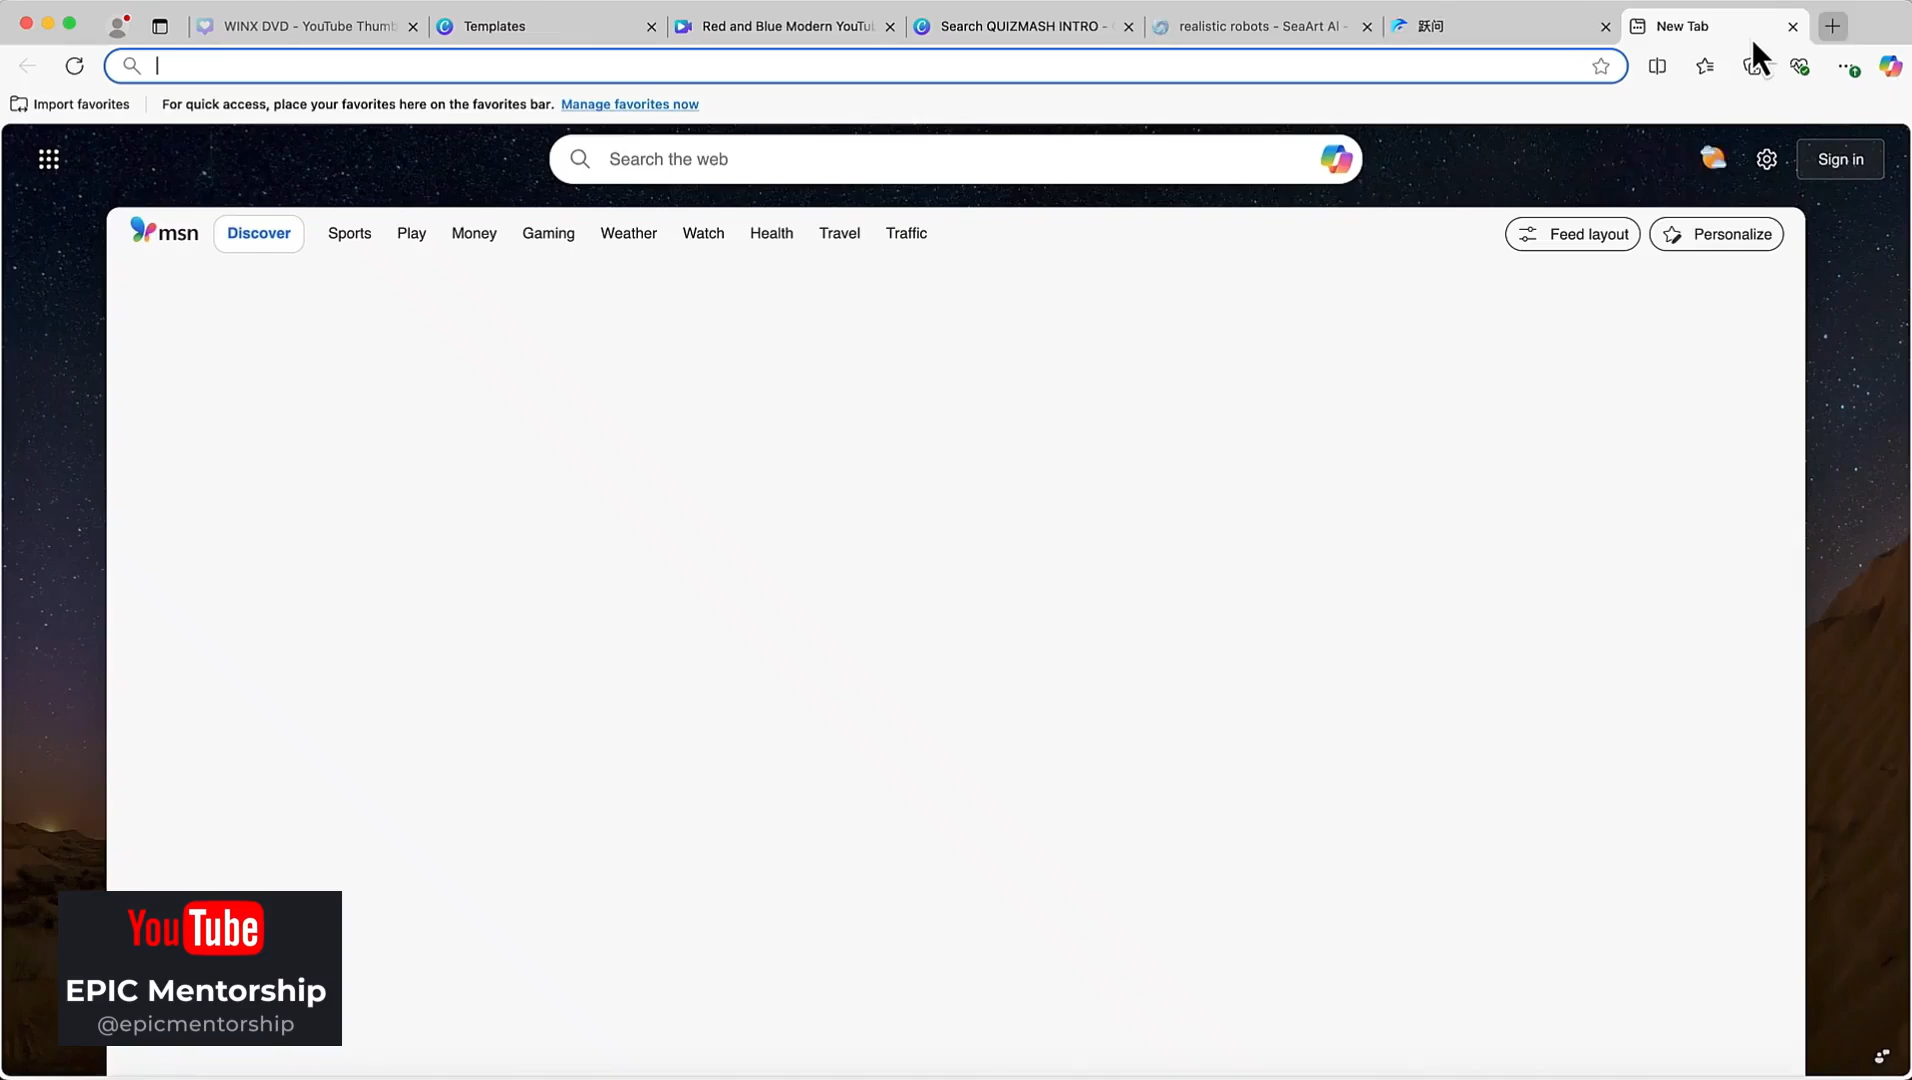 WINX DVD - YouTube Thumb
Templates
Red and Blue Modern YouTu
Search QUIZMASH INTRO -
realistic robots - SeaArt AI -
跃问
New Tab
Import favorites
For quick access, place your favorites here on the favorites bar. Manage favorites now
Search the web
Sign in
msn
Discover
Sports
Play
Money
Gaming
Weather
Watch
Health
Travel
Traffic
Feed layout
Personalize
YouTube
EPIC Mentorship
@epicmentorship